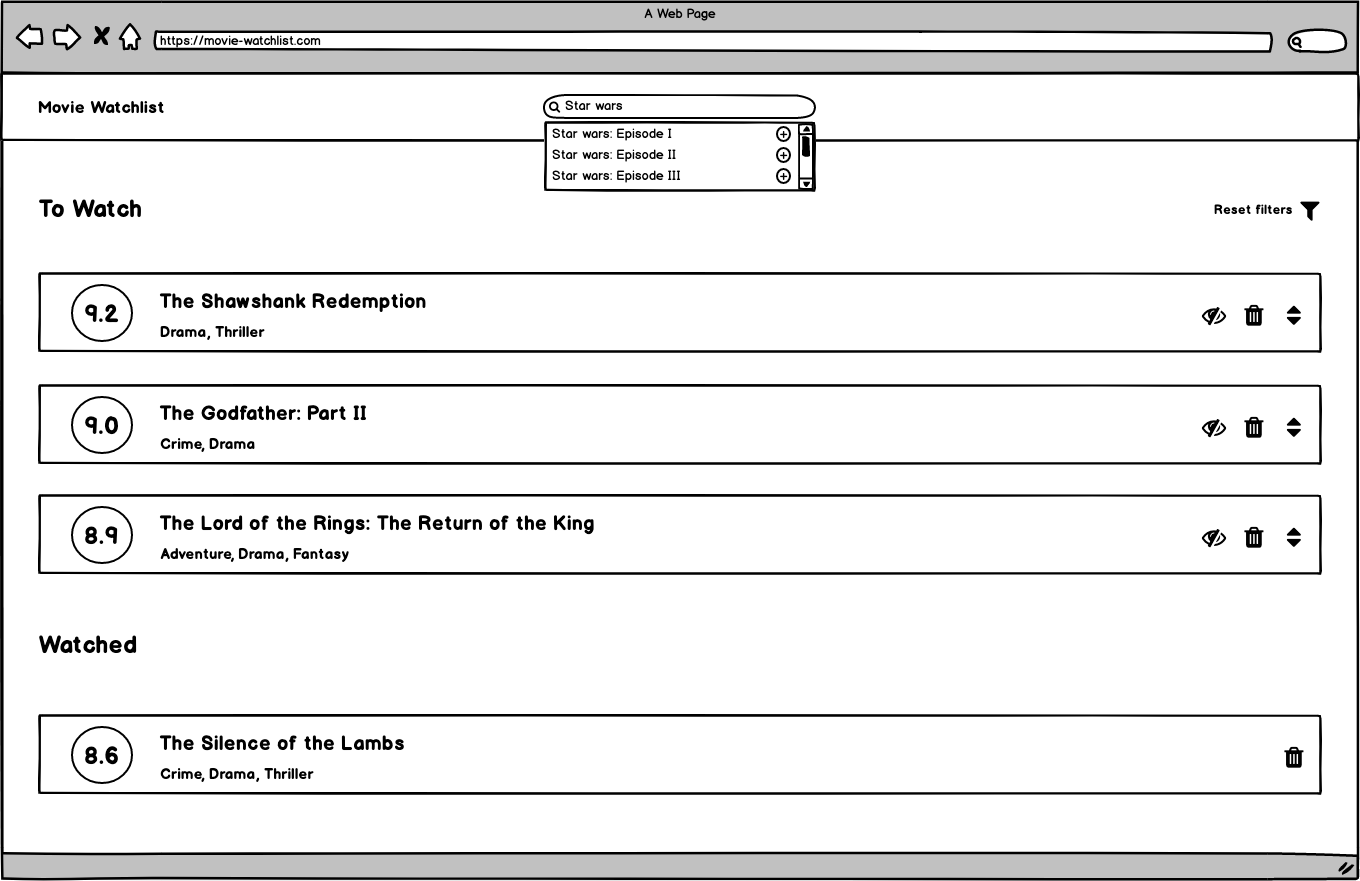 A Web Page
https://movie-watchlist.com
Movie Watchlist
Star wars
Star wars: Episode I
Star wars: Episode II
Star wars: Episode III
To Watch
Reset filters
9.2
The Shawshank Redemption
Drama, Thriller
9.0
The Godfather: Part II
Crime, Drama
8.9
The Lord of the Rings: The Return of the King
Adventure, Drama, Fantasy
Watched
8.6
The Silence of the Lambs
Crime, Drama, Thriller